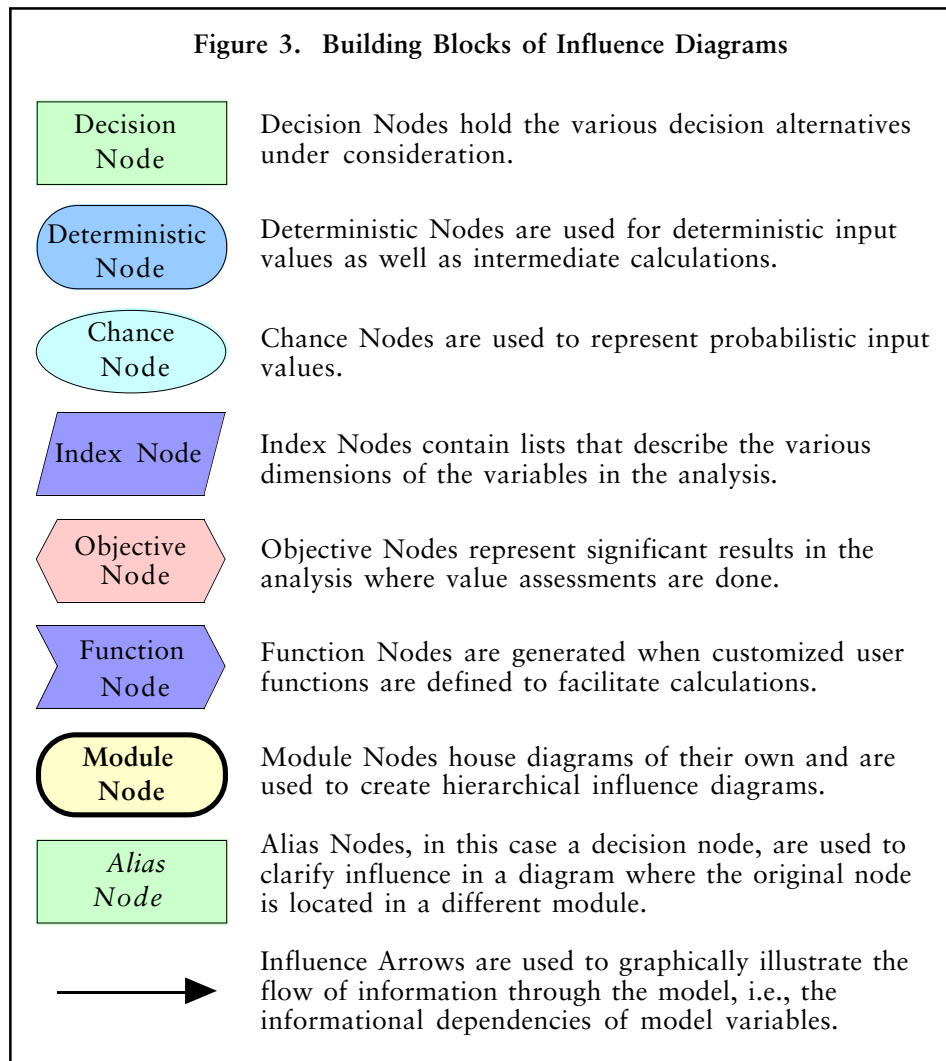 Figure 3. Building Blocks of Influence Diagrams
Decision
Node
Decision Nodes hold the various decision alternatives
under consideration.
Deterministic
Node
Deterministic Nodes are used for deterministic input
values as well as intermediate calculations.
Chance
Node
Chance Nodes are used to represent probabilistic input
values.
Index Node
Index Nodes contain lists that describe the various
dimensions of the variables in the analysis.
Objective
Node
Objective Nodes represent significant results in the
analysis where value assessments are done.
Function
Node
Function Nodes are generated when customized user
functions are defined to facilitate calculations.
Module
Node
Module Nodes house diagrams of their own and are
used to create hierarchical influence diagrams.
Alias
Node
Alias Nodes, in this case a decision node, are used to
clarify influence in a diagram where the original node
is located in a different module.
Influence Arrows are used to graphically illustrate the
flow of information through the model, i.e., the
informational dependencies of model variables.